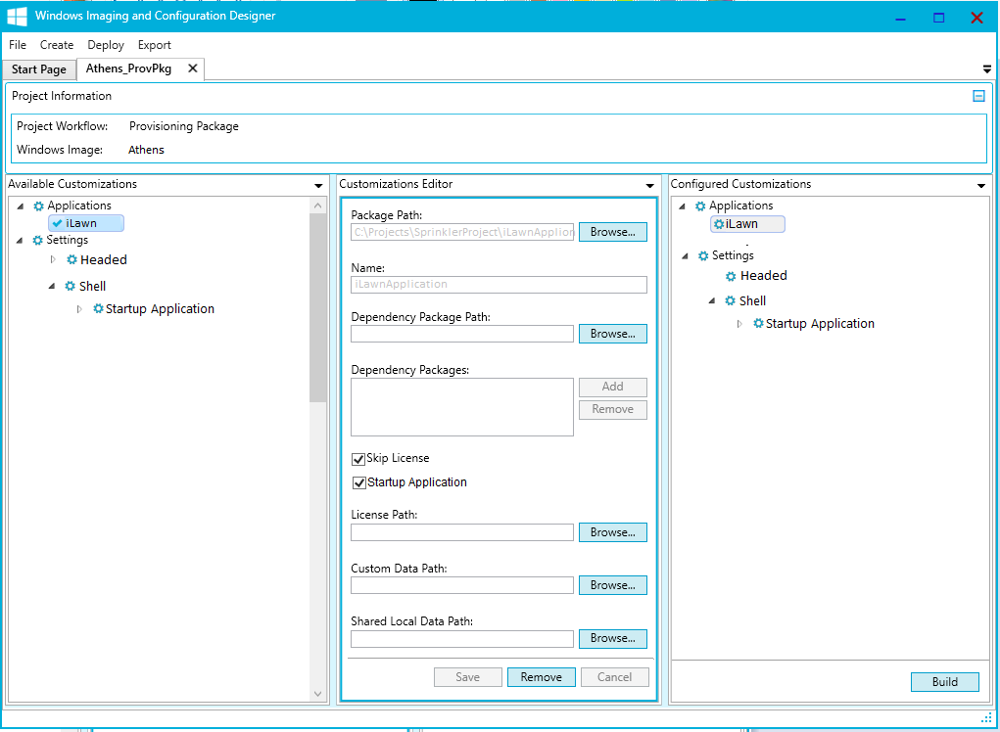 Windows Imaging and Configuration Designer
File Create Deploy Export
Start Page Athens_ProvPkg
Project Information
Project Workflow: Provisioning Package
Windows Image: Athens
Available Customizations
Applications
iLawn
Settings
Headed
Shell
Startup Application
Customizations Editor
Package Path:
C:\Projects\SprinklerProject\iLawnApplion Browse...
Name:
iLawnApplication
Dependency Package Path:
Browse...
Dependency Packages:
Add
Remove
Skip License
Startup Application
License Path:
Browse...
Custom Data Path:
Browse...
Shared Local Data Path:
Browse...
Save Remove Cancel
Configured Customizations
Applications
iLawn
Settings
Headed
Shell
Startup Application
Build